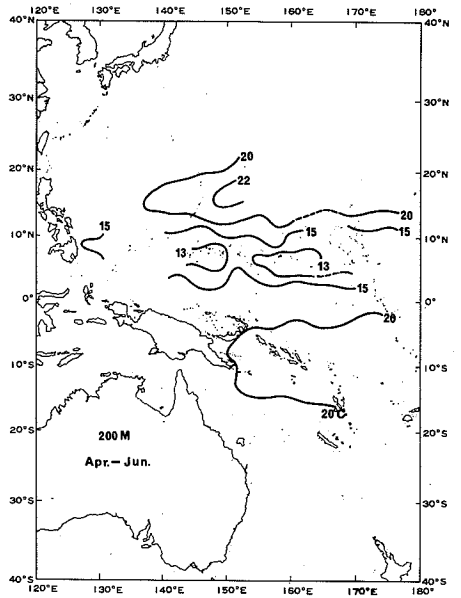 120°E 130°E 140°E 150°E 160°E 170°E 180°
40°N 40°N
30°N 30°N
20
20°N 20°N
22
20
15 15 15
10°N 10°N
13 13
15
0° 0°
20
10°S 10°S
20°C
20°S 20°S
200M
Apr.–Jun.
30°S 30°S
40°S 40°S
120°E 130°E 140°E 150°E 160°E 170°E 180°